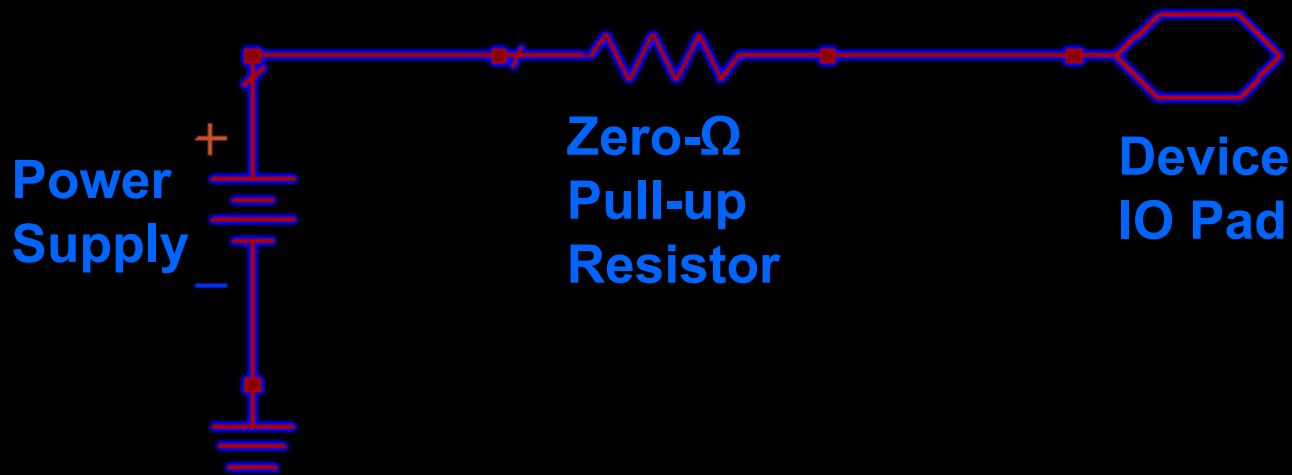 +
Power
Supply
–
Zero-Ω
Pull-up
Resistor
Device
IO Pad